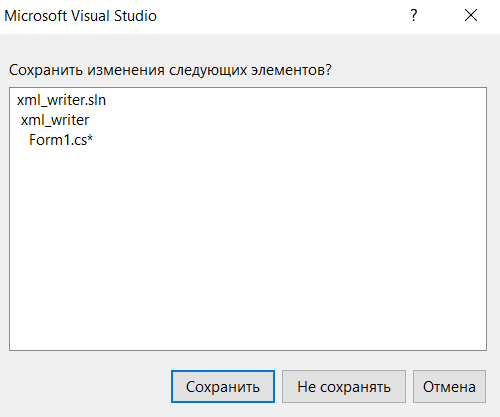 Microsoft Visual Studio ?
Сохранить изменения следующих элементов?
xml_writer.sln
xml_writer
Form1.cs*
Сохранить Не сохранять Отмена